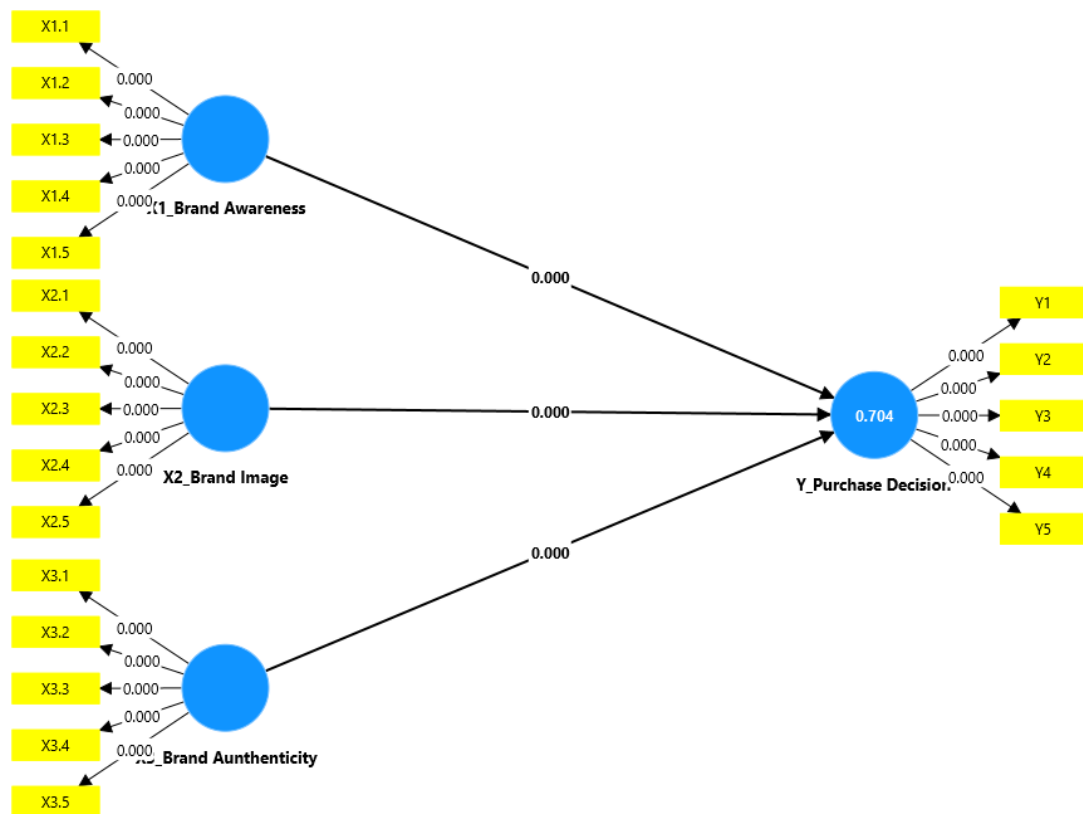 X1.1
0.000
X1.2
0.000
X1.3
0.000
0.000
X1.4
0.000
X1_Brand Awareness
X1.5
0.000
X2.1
0.000
X2.2
0.000
X2.3
0.000
0.000
X2.4
0.000
X2_Brand Image
X2.5
0.000
X3.1
0.000
X3.2
0.000
X3.3
0.000
0.000
X3.4
0.000
X3_Brand Aunthenticity
X3.5
0.000
0.704
Y_Purchase Decision
Y1
0.000
Y2
0.000
Y3
0.000
0.000
Y4
0.000
Y5